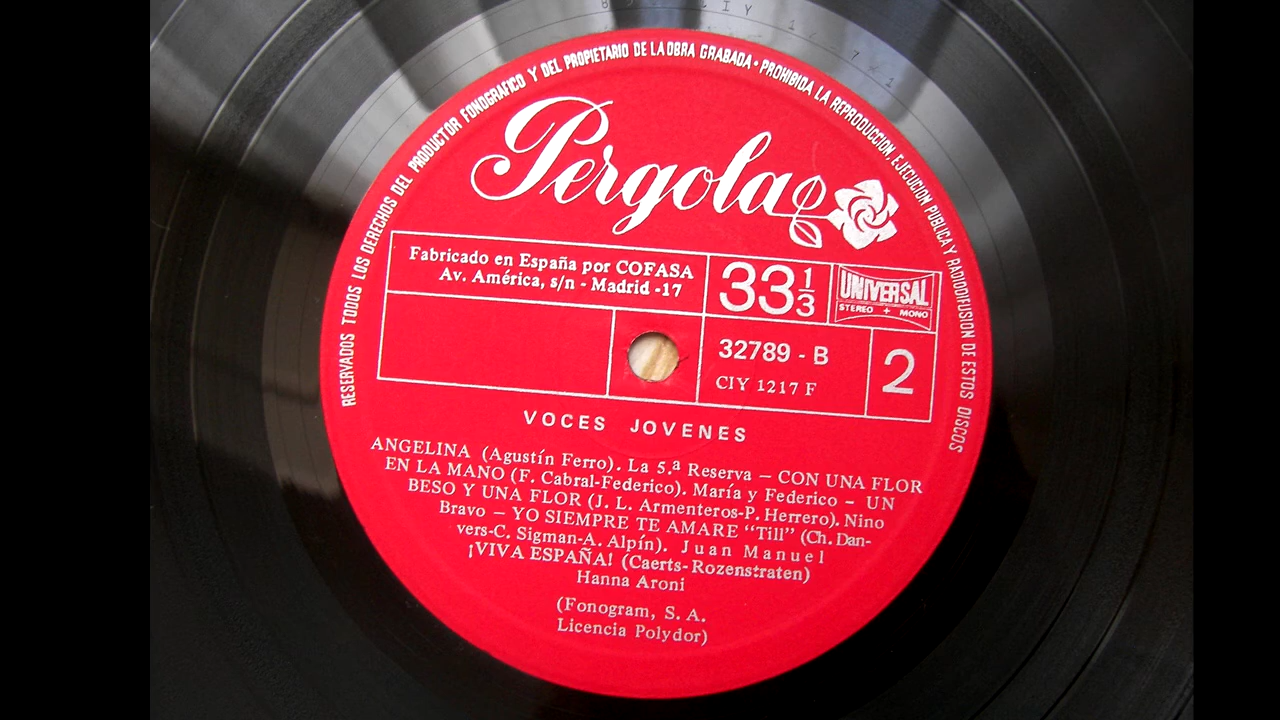 RESERVADOS TODOS LOS DERECHOS DEL PRODUCTOR FONOGRAFICO Y DEL PROPIETARIO DE LA OBRA GRABADA • PROHIBIDA LA REPRODUCCION, EJECUCION PUBLICA Y RADIODIFUSION DE ESTOS DISCOS
Pergola
Fabricado en España por COFASA
Av. América, s/n - Madrid -17
33 1/3
UNIVERSAL
STEREO + MONO
32789 - B
CIY 1217 F
2
VOCES JOVENES
ANGELINA (Agustín Ferro). La 5.ª Reserva — CON UNA FLOR
EN LA MANO (F. Cabral-Federico). María y Federico — UN
BESO Y UNA FLOR (J. L. Armenteros-P. Herrero). Nino
Bravo — YO SIEMPRE TE AMARE "Till" (Ch. Dan-
vers-C. Sigman-A. Alpín). Juan Manuel
¡VIVA ESPAÑA! (Caerts-Rozenstraten)
Hanna Aroni
(Fonogram, S. A.
Licencia Polydor)